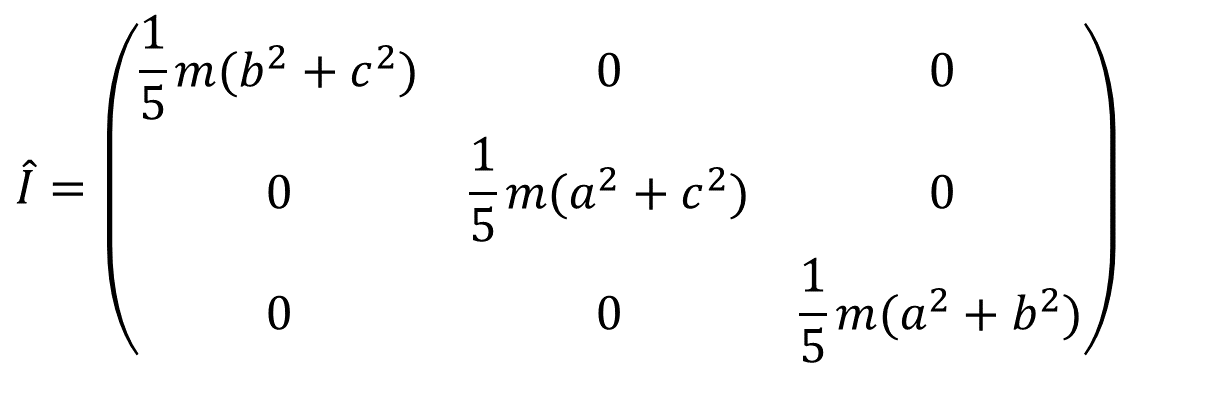 Î = ( 1/5 m(b² + c²) 0 0
0 1/5 m(a² + c²) 0
0 0 1/5 m(a² + b²) )